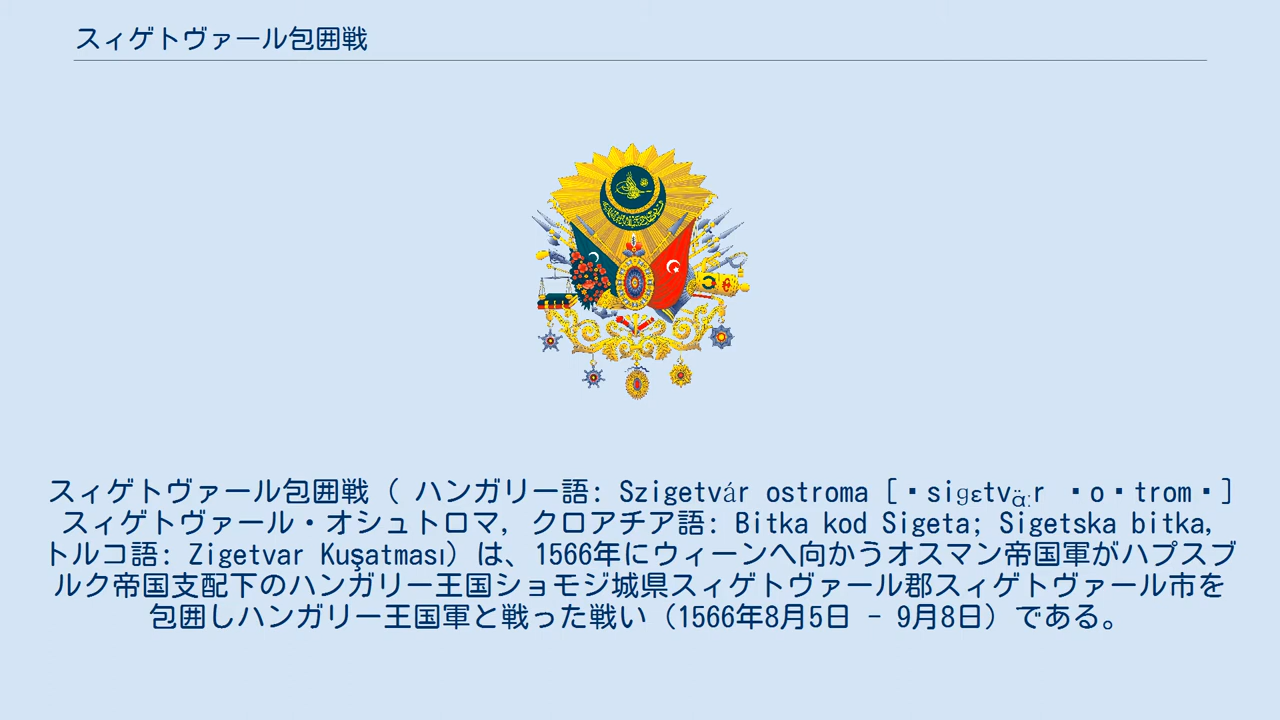 スィゲトヴァール包囲戦
スィゲトヴァール包囲戦（ ハンガリー語: Szigetvár ostroma [・siɡɛtvɑ̈ːr ・o・trom・]
スィゲトヴァール・オシュトロマ, クロアチア語: Bitka kod Sigeta; Sigetska bitka,
トルコ語: Zigetvar Kuşatması）は、1566年にウィーンへ向かうオスマン帝国軍がハプスブ
ルク帝国支配下のハンガリー王国ショモジ城県スィゲトヴァール郡スィゲトヴァール市を
包囲しハンガリー王国軍と戦った戦い（1566年8月5日 - 9月8日）である。